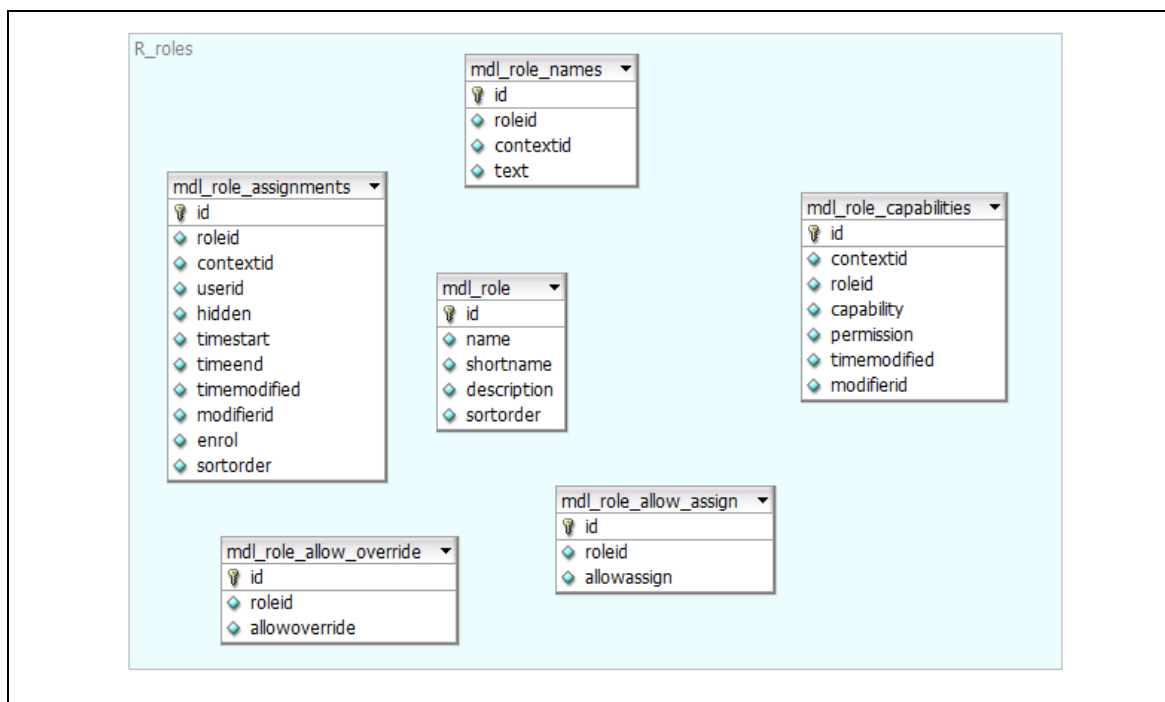 R_roles
mdl_role_names
id
roleid
contextid
text
mdl_role_assignments
id
roleid
contextid
userid
hidden
timestart
timeend
timemodified
modifierid
enrol
sortorder
mdl_role
id
name
shortname
description
sortorder
mdl_role_capabilities
id
contextid
roleid
capability
permission
timemodified
modifierid
mdl_role_allow_override
id
roleid
allowoverride
mdl_role_allow_assign
id
roleid
allowassign